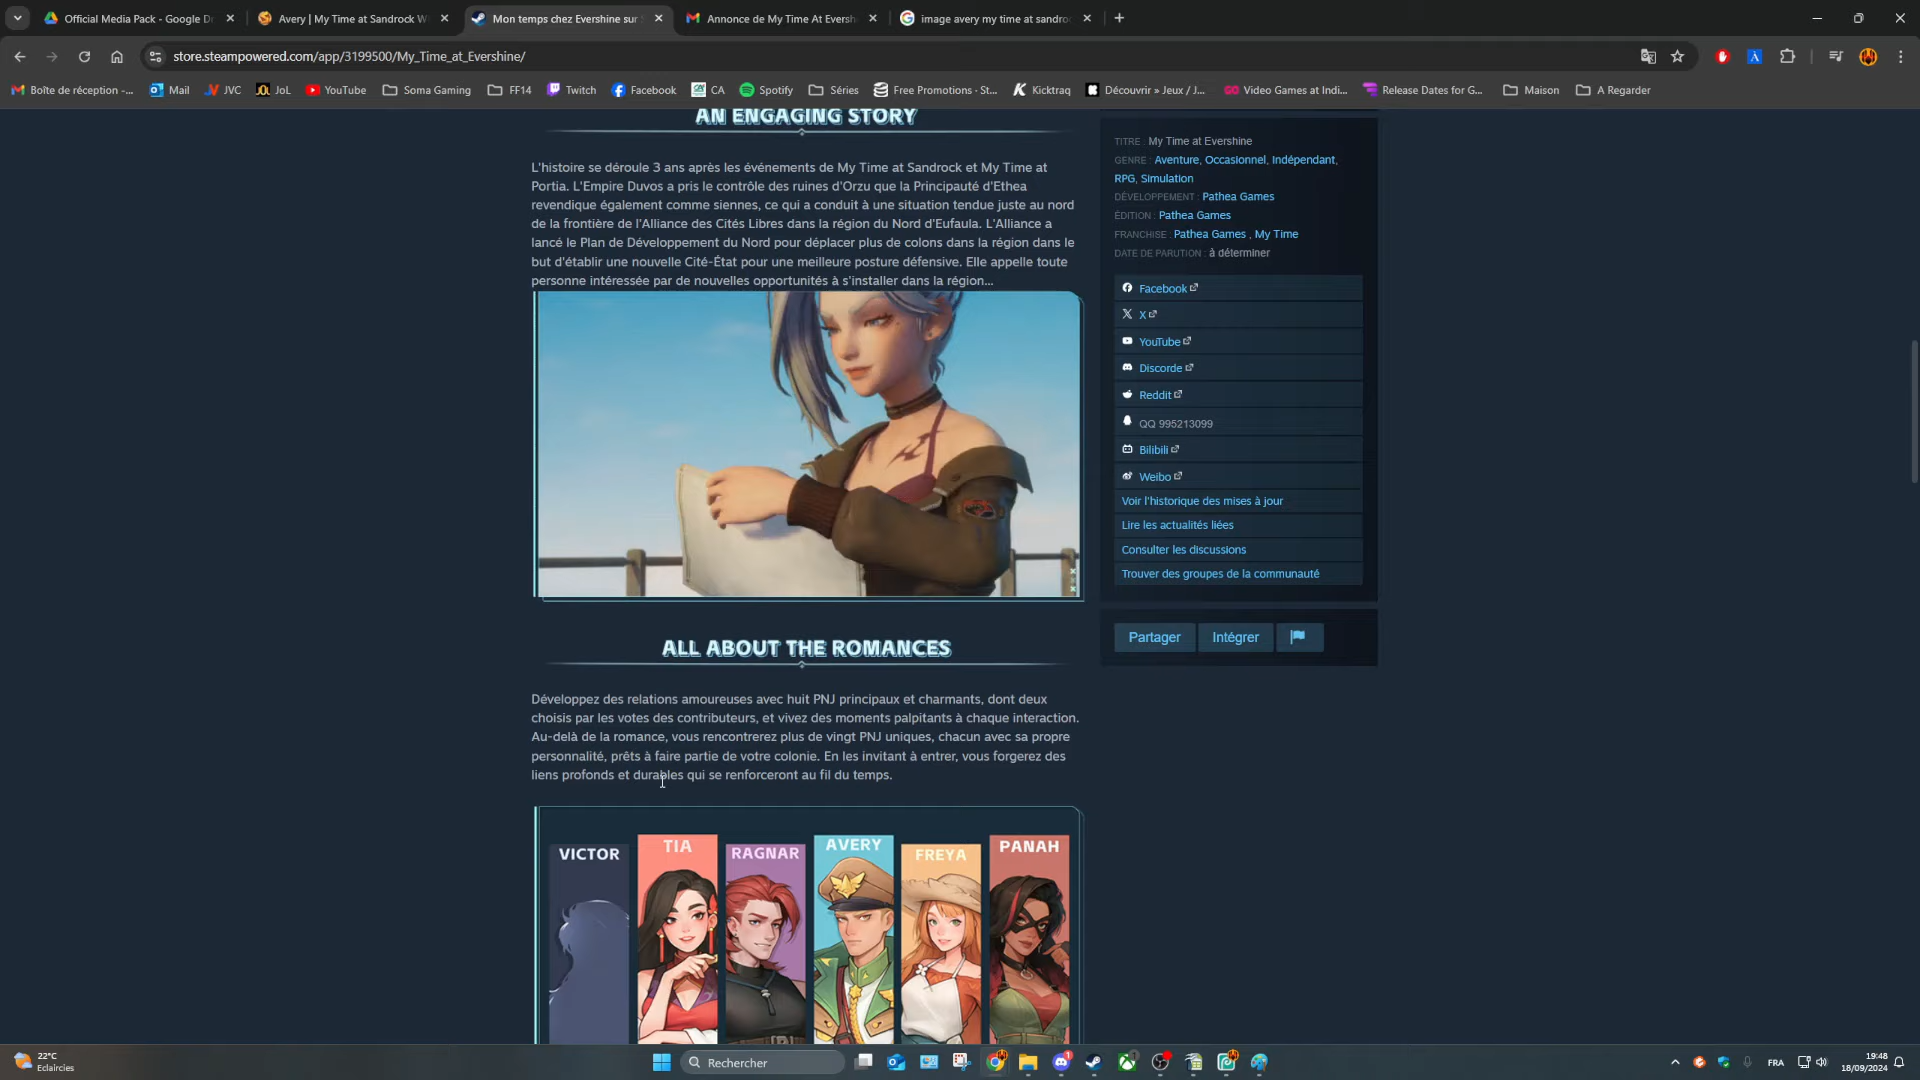 Official Media Pack - Google Dr
Avery | My Time at Sandrock W
Mon temps chez Evershine sur
Annonce de My Time At Eversh
image avery my time at sandro
store.steampowered.com/app/3199500/My_Time_at_Evershine/
Boîte de réception -...
Mail
JVC
JoL
YouTube
Soma Gaming
FF14
Twitch
Facebook
CA
Spotify
Séries
Free Promotions - St...
Kicktraq
Découvrir » Jeux / J...
Video Games at Indi...
Release Dates for G...
Maison
A Regarder
AN ENGAGING STORY
L'histoire se déroule 3 ans après les événements de My Time at Sandrock et My Time at
Portia. L'Empire Duvos a pris le contrôle des ruines d'Orzu que la Principauté d'Ethea
revendique également comme siennes, ce qui a conduit à une situation tendue juste au nord
de la frontière de l'Alliance des Cités Libres dans la région du Nord d'Eufaula. L'Alliance a
lancé le Plan de Développement du Nord pour déplacer plus de colons dans la région dans le
but d'établir une nouvelle Cité-État pour une meilleure posture défensive. Elle appelle toute
personne intéressée par de nouvelles opportunités à s'installer dans la région...
ALL ABOUT THE ROMANCES
Développez des relations amoureuses avec huit PNJ principaux et charmants, dont deux
choisis par les votes des contributeurs, et vivez des moments palpitants à chaque interaction.
Au-delà de la romance, vous rencontrerez plus de vingt PNJ uniques, chacun avec sa propre
personnalité, prêts à faire partie de votre colonie. En les invitant à entrer, vous forgerez des
liens profonds et durables qui se renforceront au fil du temps.
VICTOR
TIA
RAGNAR
AVERY
FREYA
PANAH
TITRE : My Time at Evershine
GENRE : Aventure, Occasionnel, Indépendant,
RPG, Simulation
DÉVELOPPEMENT : Pathea Games
ÉDITION : Pathea Games
FRANCHISE : Pathea Games , My Time
DATE DE PARUTION : à déterminer
Facebook
X
YouTube
Discorde
Reddit
QQ 995213099
Bilibili
Weibo
Voir l'historique des mises à jour
Lire les actualités liées
Consulter les discussions
Trouver des groupes de la communauté
Partager
Intégrer
22°C
Eclaircies
Rechercher
FRA
19:48
18/09/2024